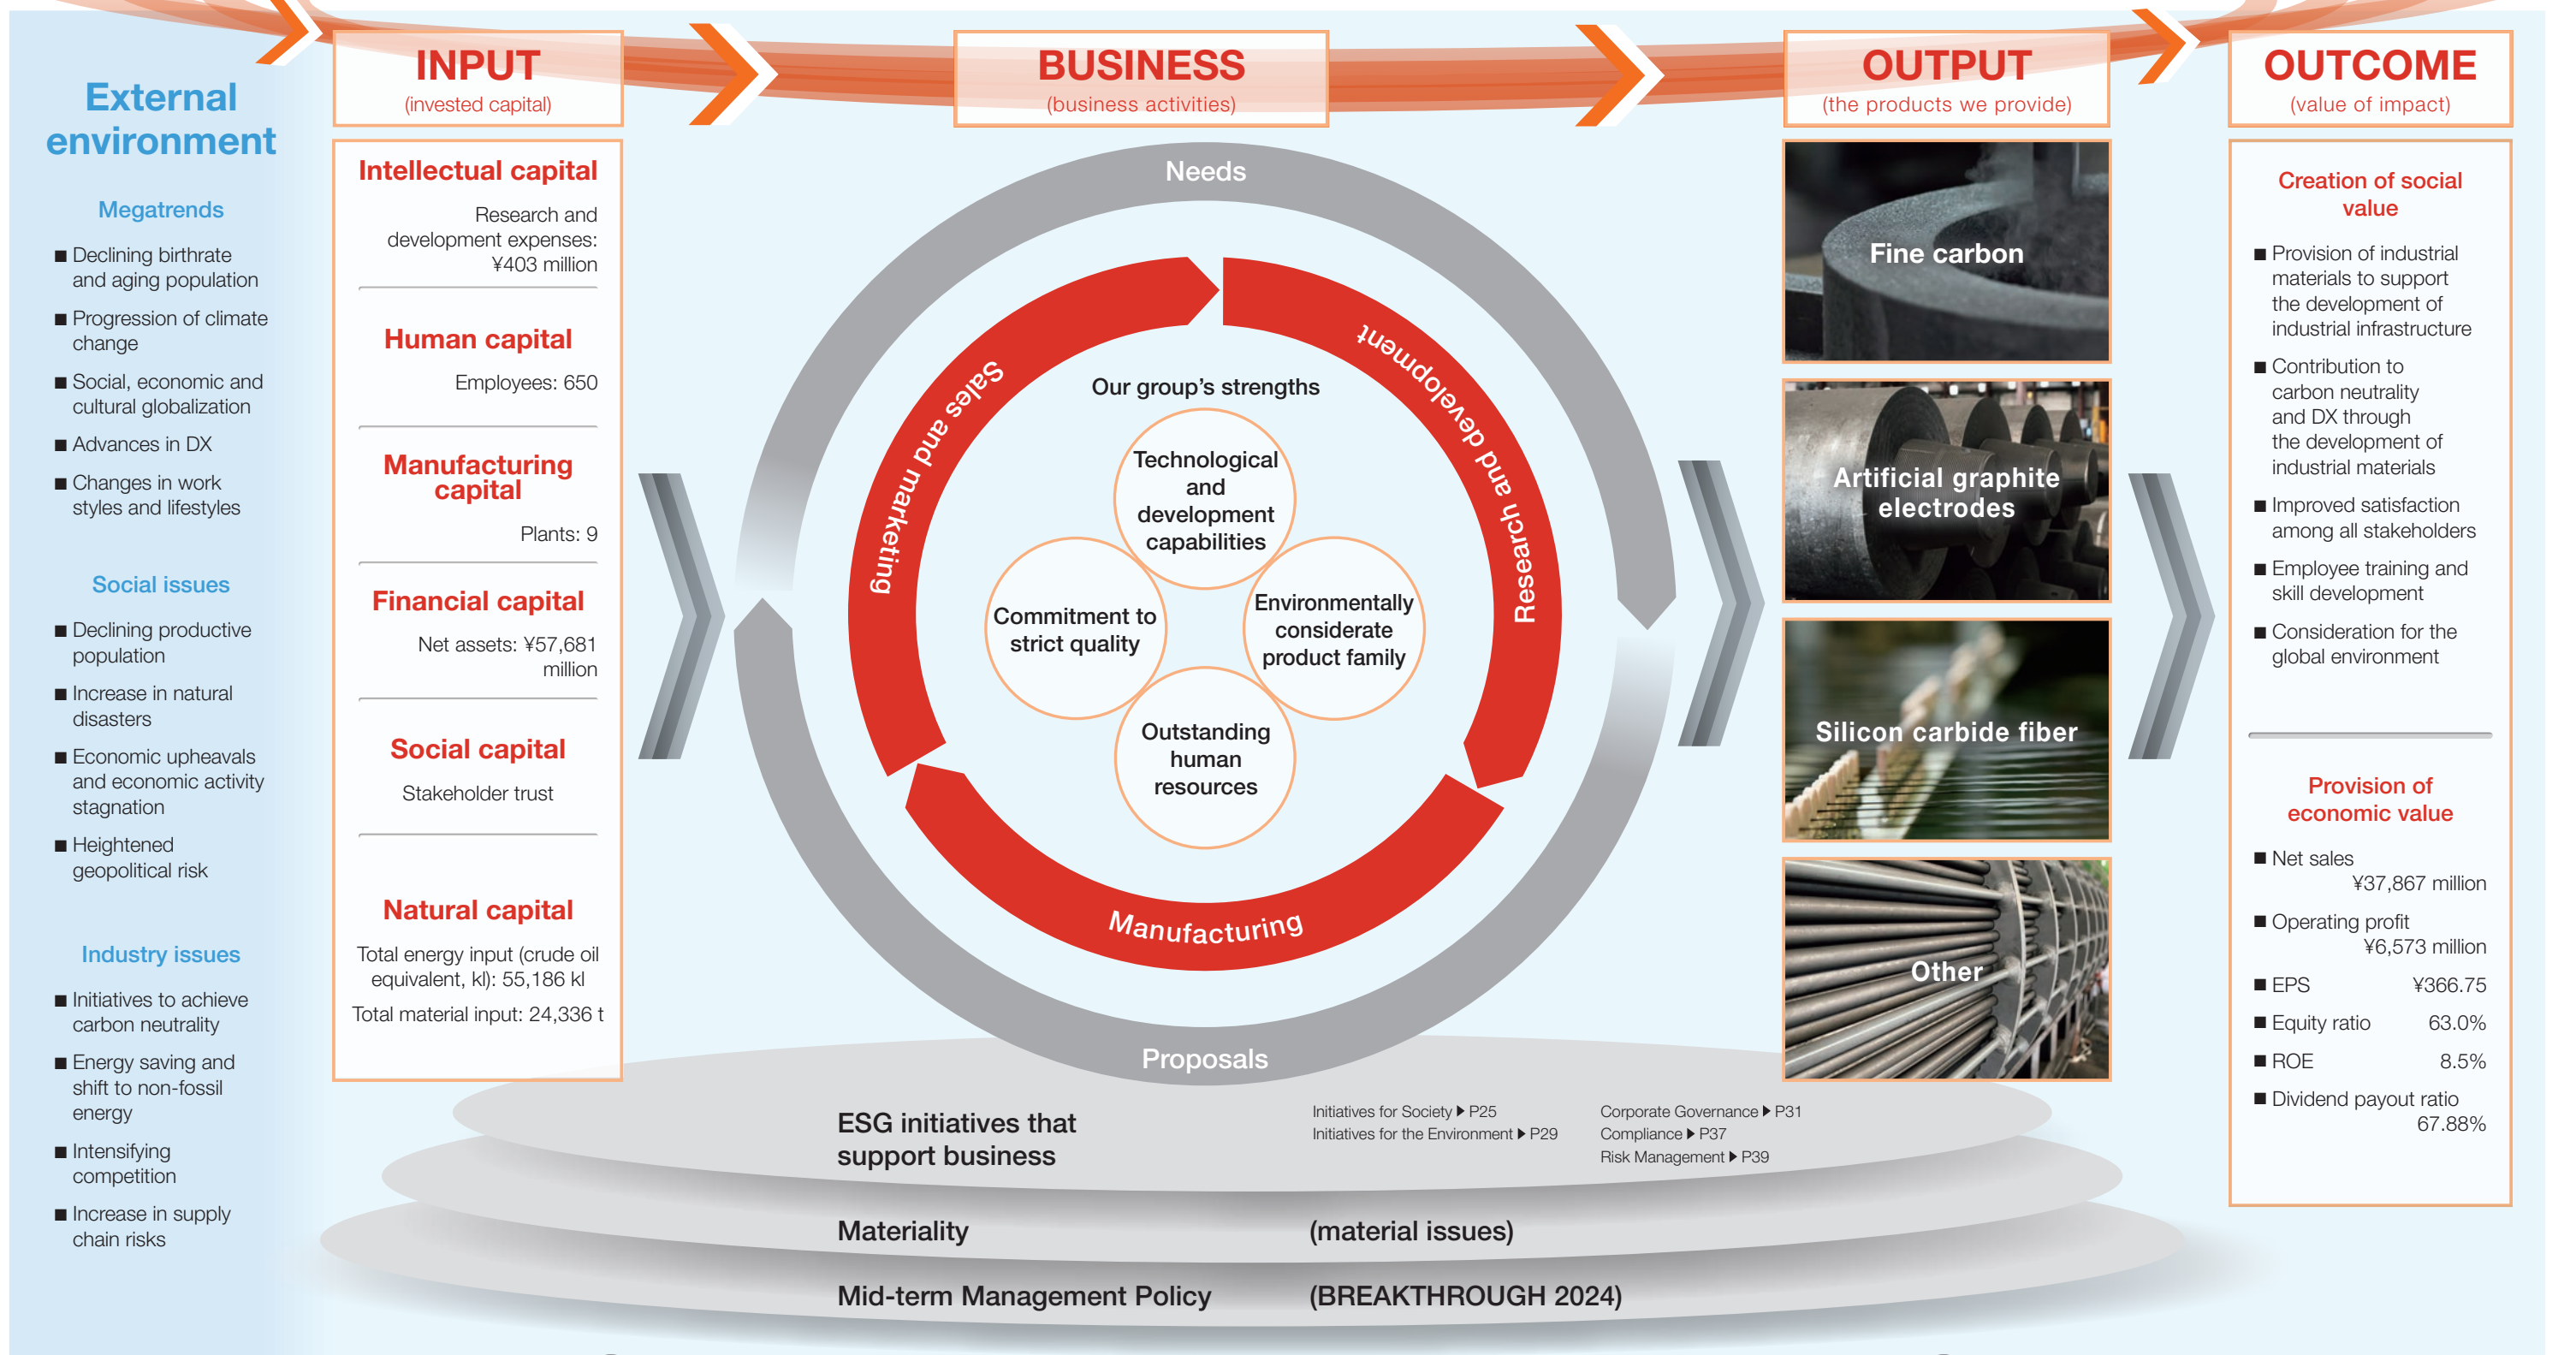 External
environment
Megatrends
■ Declining birthrate
and aging population
■ Progression of climate
change
■ Social, economic and
cultural globalization
■ Advances in DX
■ Changes in work
styles and lifestyles
Social issues
■ Declining productive
population
■ Increase in natural
disasters
■ Economic upheavals
and economic activity
stagnation
■ Heightened
geopolitical risk
Industry issues
■ Initiatives to achieve
carbon neutrality
■ Energy saving and
shift to non-fossil
energy
■ Intensifying
competition
■ Increase in supply
chain risks
INPUT
(invested capital)
Intellectual capital
Research and
development expenses:
¥403 million
Human capital
Employees: 650
Manufacturing
capital
Plants: 9
Financial capital
Net assets: ¥57,681
million
Social capital
Stakeholder trust
Natural capital
Total energy input (crude oil
equivalent, kl): 55,186 kl
Total material input: 24,336 t
BUSINESS
(business activities)
Needs
Sales and marketing
Research and development
Manufacturing
Proposals
Our group's strengths
Technological
and
development
capabilities
Commitment to
strict quality
Environmentally
considerate
product family
Outstanding
human
resources
ESG initiatives that
support business
Initiatives for Society ▶ P25
Initiatives for the Environment ▶ P29
Corporate Governance ▶ P31
Compliance ▶ P37
Risk Management ▶ P39
Materiality (material issues)
Mid-term Management Policy (BREAKTHROUGH 2024)
OUTPUT
(the products we provide)
Fine carbon
Artificial graphite
electrodes
Silicon carbide fiber
Other
OUTCOME
(value of impact)
Creation of social
value
■ Provision of industrial
materials to support
the development of
industrial infrastructure
■ Contribution to
carbon neutrality
and DX through
the development of
industrial materials
■ Improved satisfaction
among all stakeholders
■ Employee training and
skill development
■ Consideration for the
global environment
Provision of
economic value
■ Net sales
¥37,867 million
■ Operating profit
¥6,573 million
■ EPS ¥366.75
■ Equity ratio 63.0%
■ ROE 8.5%
■ Dividend payout ratio
67.88%